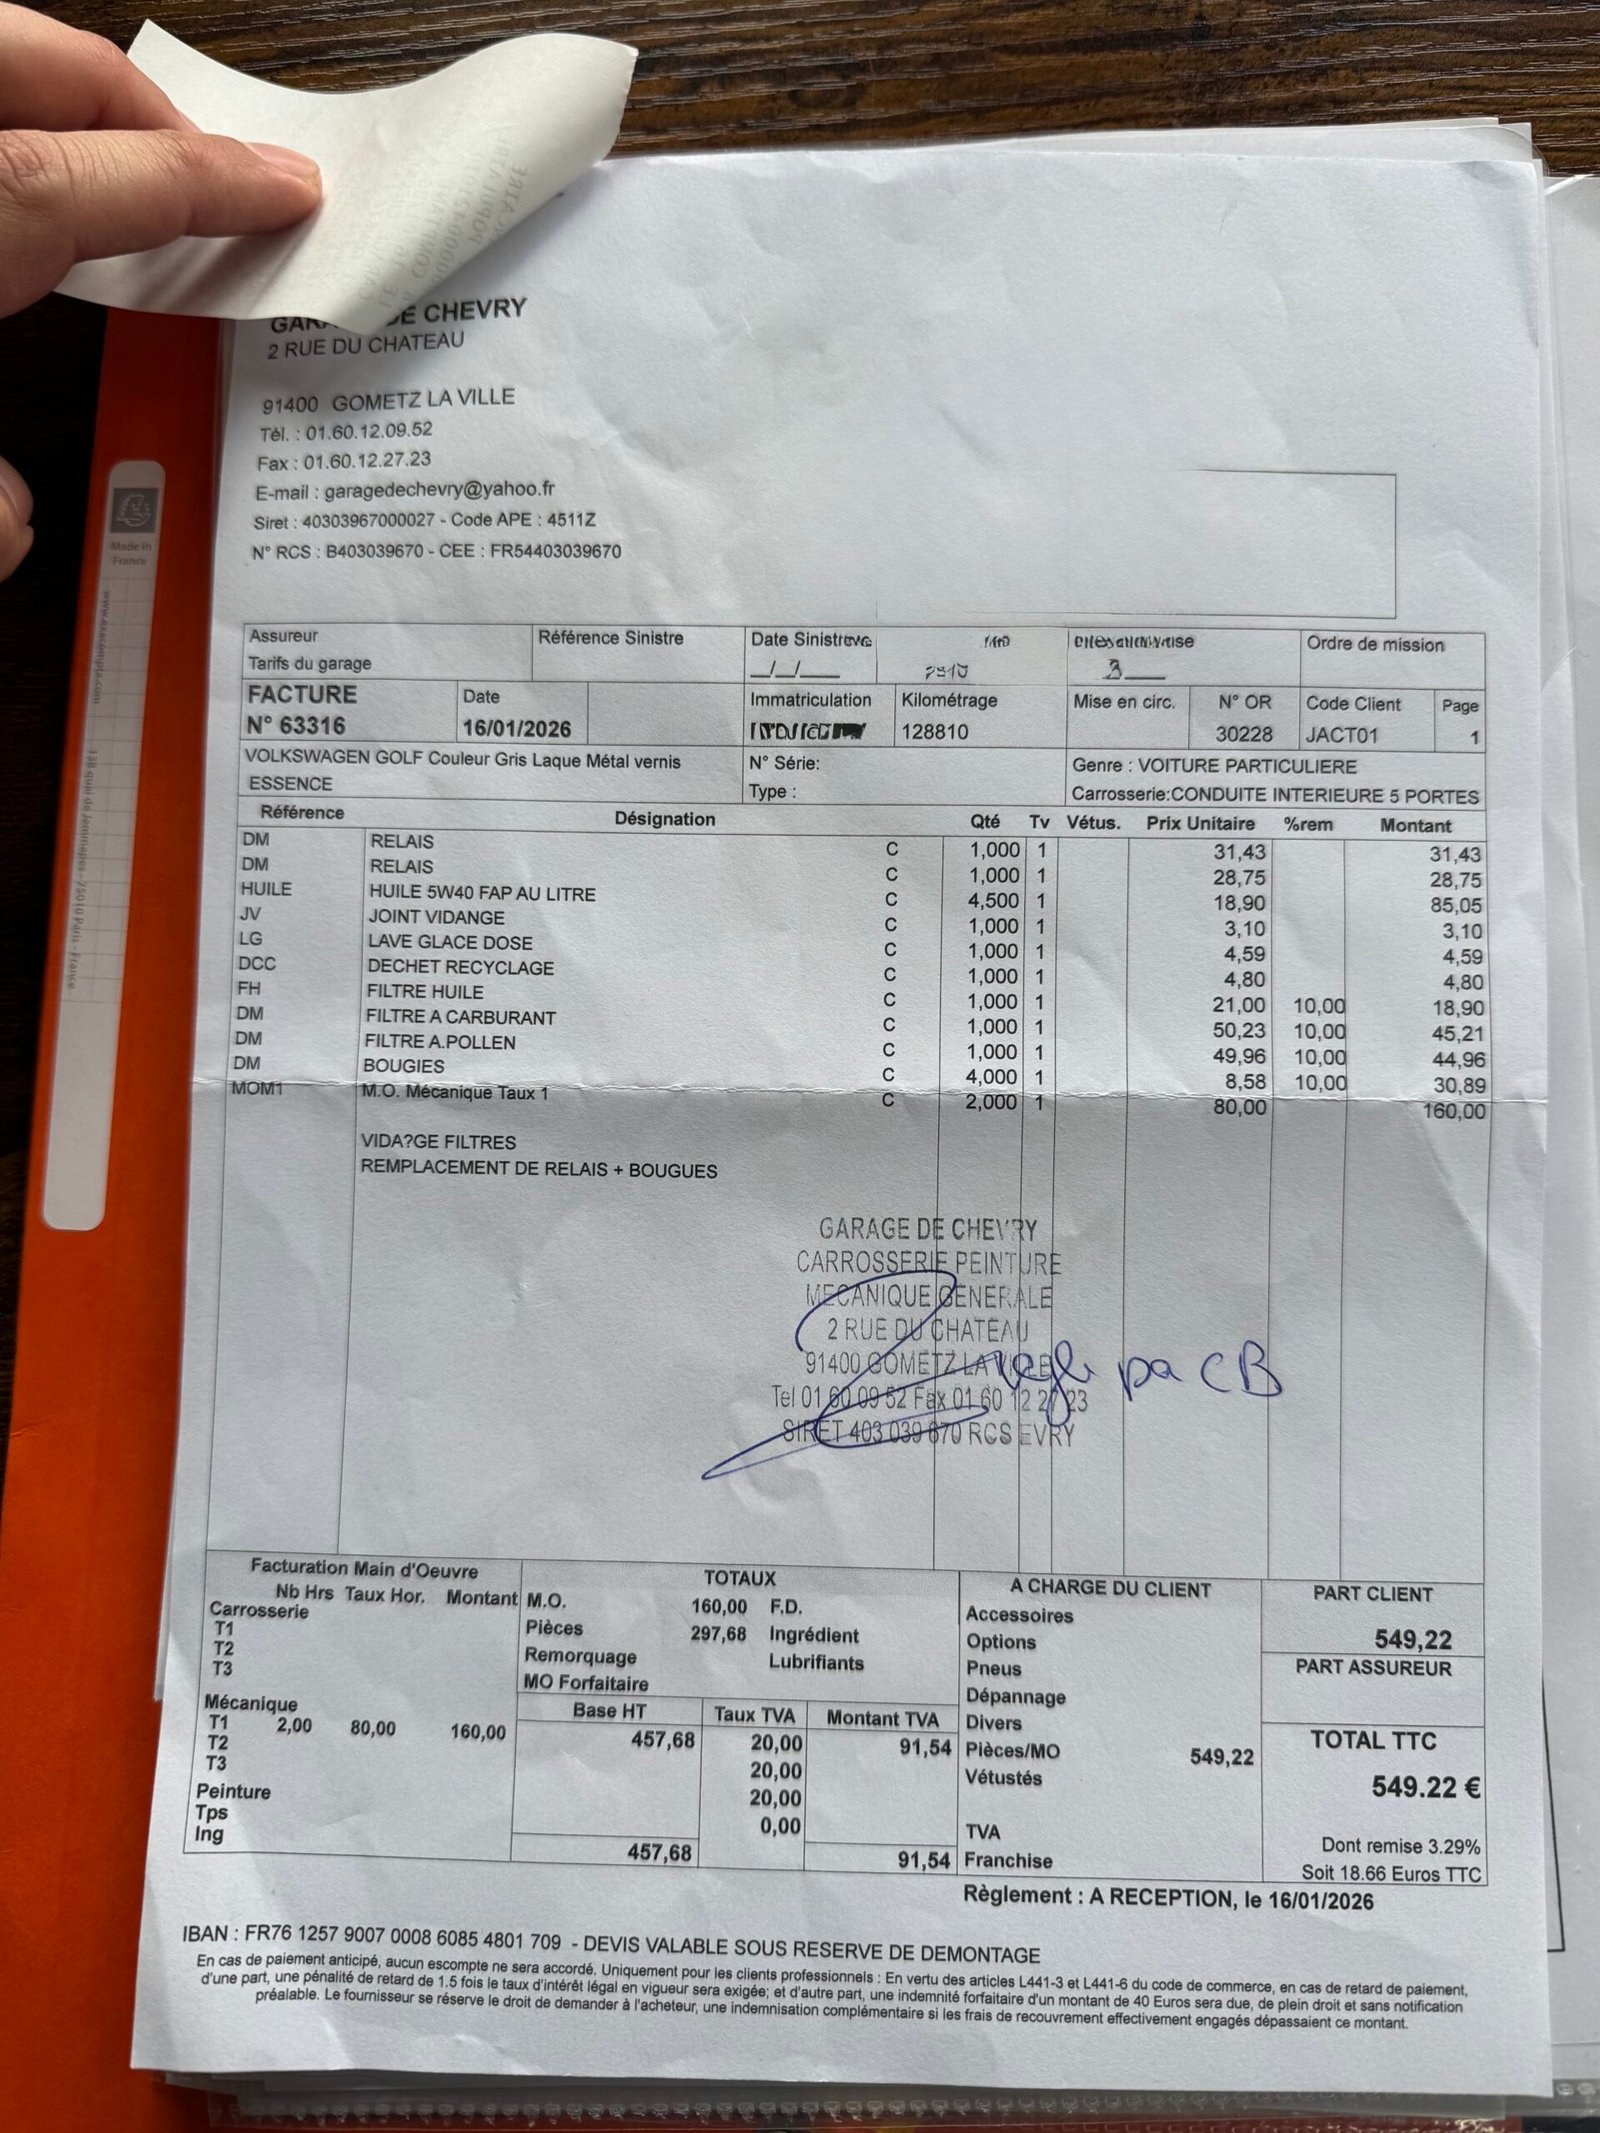 DE CHEVRY
2 RUE DU CHATEAU
91400 GOMETZ LA VILLE
Tél. : 01.60.12.09.52
Fax : 01.60.12.27.23
E-mail : garagedechevry@yahoo.fr
Siret : 40303967000027 - Code APE : 4511Z
N° RCS : B403039670 - CEE : FR54403039670
Made in
France
Assureur Référence Sinistre Date Ordre de mission
Tarifs du garage _/_/___
FACTURE Date Immatriculation Kilométrage Mise en circ. N° OR Code Client Page
N° 63316 16/01/2026 128810 30228 JACT01 1
VOLKSWAGEN GOLF Couleur Gris Laque Métal vernis N° Série: Genre : VOITURE PARTICULIERE
ESSENCE Type : Carrosserie:CONDUITE INTERIEURE 5 PORTES
Référence Désignation Qté Tv Vétus. Prix Unitaire %rem Montant
DM RELAIS C 1,000 1 31,43 31,43
DM RELAIS C 1,000 1 28,75 28,75
HUILE HUILE 5W40 FAP AU LITRE C 4,500 1 18,90 85,05
JV JOINT VIDANGE C 1,000 1 3,10 3,10
LG LAVE GLACE DOSE C 1,000 1 4,59 4,59
DCC DECHET RECYCLAGE C 1,000 1 4,80 4,80
FH FILTRE HUILE C 1,000 1 21,00 10,00 18,90
DM FILTRE A CARBURANT C 1,000 1 50,23 10,00 45,21
DM FILTRE A.POLLEN C 1,000 1 49,96 10,00 44,96
DM BOUGIES C 4,000 1 8,58 10,00 30,89
MOM1 M.O. Mécanique Taux 1 C 2,000 1 80,00 160,00
VIDA?GE FILTRES
REMPLACEMENT DE RELAIS + BOUGUES
GARAGE DE CHEVRY
CARROSSERIE PEINTURE
MECANIQUE GENERALE
2 RUE DU CHATEAU
91400 GOMETZ LA VILLE
pa CB
Tel 01 60 09 52 Fax 01 60 12 27 23
SIRET 403 039 670 RCS EVRY
Facturation Main d'Oeuvre TOTAUX A CHARGE DU CLIENT PART CLIENT
Nb Hrs Taux Hor. Montant M.O. 160,00 F.D. Accessoires
Carrosserie Pièces 297,68 Ingrédient Options 549,22
T1 Remorquage Lubrifiants Pneus PART ASSUREUR
T2 MO Forfaitaire Dépannage
T3
Mécanique Base HT Taux TVA Montant TVA Divers
T1 2,00 80,00 160,00 457,68 20,00 91,54 Pièces/MO 549,22 TOTAL TTC
T2 20,00 Vétustés 549.22 €
T3 20,00
Peinture 0,00 TVA Dont remise 3.29%
Tps
Ing 457,68 91,54 Franchise Soit 18.66 Euros TTC
Règlement : A RECEPTION, le 16/01/2026
IBAN : FR76 1257 9007 0008 6085 4801 709 - DEVIS VALABLE SOUS RESERVE DE DEMONTAGE
En cas de paiement anticipé, aucun escompte ne sera accordé. Uniquement pour les clients professionnels : En vertu des articles L441-3 et L441-6 du code de commerce, en cas de retard de paiement,
d'une part, une pénalité de retard de 1.5 fois le taux d'intérêt légal en vigueur sera exigée; et d'autre part, une indemnité forfaitaire d'un montant de 40 Euros sera due, de plein droit et sans notification
préalable. Le fournisseur se réserve le droit de demander à l'acheteur, une indemnisation complémentaire si les frais de recouvrement effectivement engagés dépassaient ce montant.